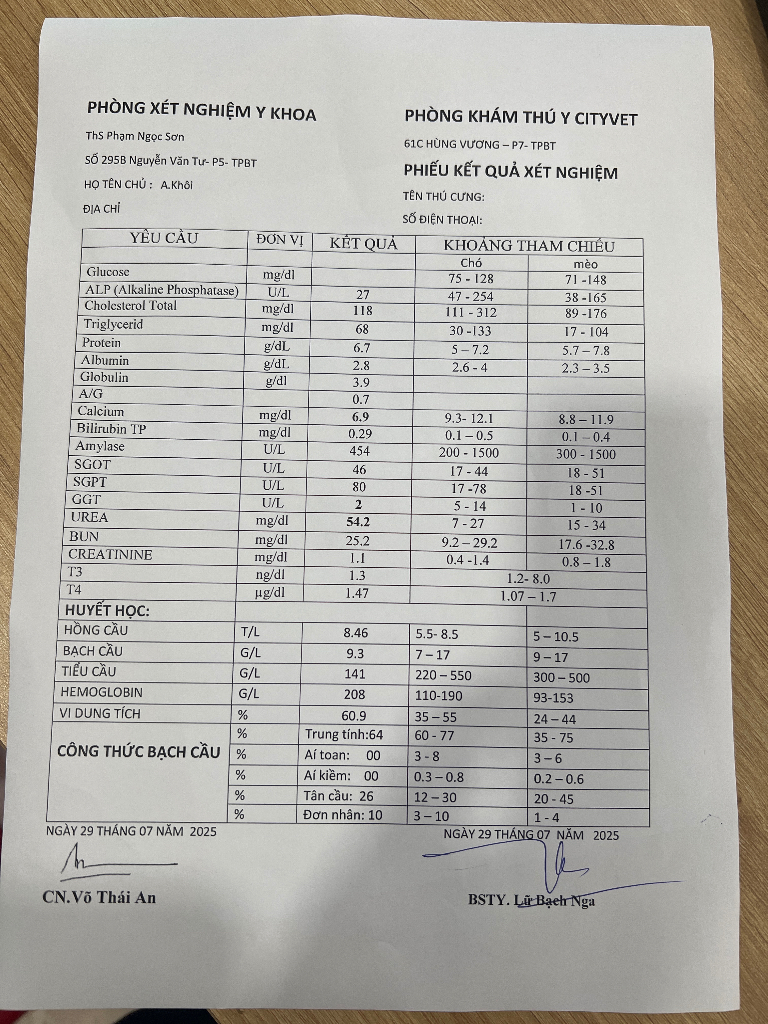 PHÒNG XÉT NGHIỆM Y KHOA
ThS Phạm Ngọc Sơn
SỐ 295B Nguyễn Văn Tư- P5- TPBT
HỌ TÊN CHỦ : A.Khôi
ĐỊA CHỈ
PHÒNG KHÁM THÚ Y CITYVET
61C HÙNG VƯƠNG – P7- TPBT
PHIẾU KẾT QUẢ XÉT NGHIỆM
TÊN THÚ CƯNG:
SỐ ĐIỆN THOẠI:
YÊU CẦU ĐƠN VỊ KẾT QUẢ KHOẢNG THAM CHIẾU
Chó mèo
Glucose mg/dl 75 - 128 71 -148
ALP (Alkaline Phosphatase) U/L 27 47 - 254 38 -165
Cholesterol Total mg/dl 118 111 - 312 89 -176
Triglycerid mg/dl 68 30 -133 17 - 104
Protein g/dL 6.7 5 – 7.2 5.7 – 7.8
Albumin g/dL 2.8 2.6 - 4 2.3 – 3.5
Globulin g/dl 3.9
A/G 0.7
Calcium mg/dl 6.9 9.3- 12.1 8.8 – 11.9
Bilirubin TP mg/dl 0.29 0.1 – 0.5 0.1 – 0.4
Amylase U/L 454 200 - 1500 300 - 1500
SGOT U/L 46 17 - 44 18 - 51
SGPT U/L 80 17 -78 18 -51
GGT U/L 2 5 - 14 1 - 10
UREA mg/dl 54.2 7 - 27 15 - 34
BUN mg/dl 25.2 9.2 – 29.2 17.6 -32.8
CREATININE mg/dl 1.1 0.4 -1.4 0.8 – 1.8
T3 ng/dl 1.3 1.2- 8.0
T4 µg/dl 1.47 1.07 – 1.7
HUYẾT HỌC:
HỒNG CẦU T/L 8.46 5.5- 8.5 5 – 10.5
BẠCH CẦU G/L 9.3 7 – 17 9 – 17
TIỂU CẦU G/L 141 220 – 550 300 – 500
HEMOGLOBIN G/L 208 110-190 93-153
VI DUNG TÍCH % 60.9 35 – 55 24 – 44
CÔNG THỨC BẠCH CẦU
% Trung tính:64 60 - 77 35 - 75
% Aí toan: 00 3 - 8 3 – 6
% Aí kiềm: 00 0.3 – 0.8 0.2 – 0.6
% Tân cầu: 26 12 – 30 20 - 45
% Đơn nhân: 10 3 – 10 1 - 4
NGÀY 29 THÁNG 07 NĂM 2025 NGÀY 29 THÁNG 07 NĂM 2025
CN.Võ Thái An BSTY. Lữ Bạch Nga